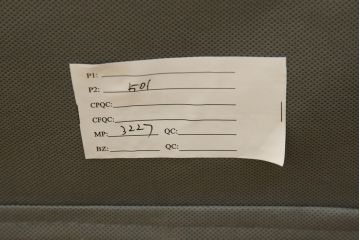 P1:
P2: 501
CPQC:
CFQC:
MP: 3227 QC:
BZ: QC: